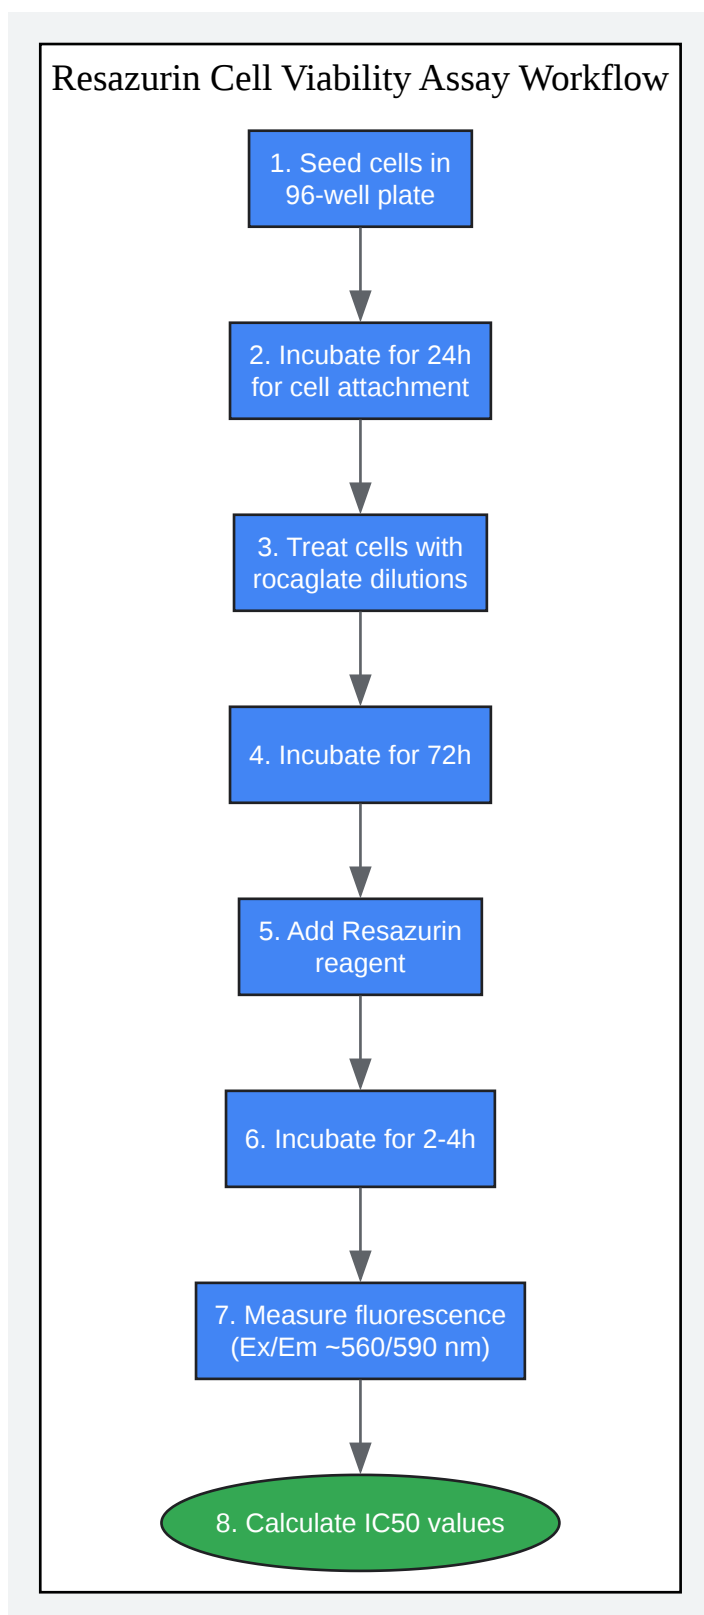 Resazurin Cell Viability Assay Workflow
1. Seed cells in
96-well plate
2. Incubate for 24h
for cell attachment
3. Treat cells with
rocaglate dilutions
4. Incubate for 72h
5. Add Resazurin
reagent
6. Incubate for 2-4h
7. Measure fluorescence
(Ex/Em ~560/590 nm)
8. Calculate IC50 values